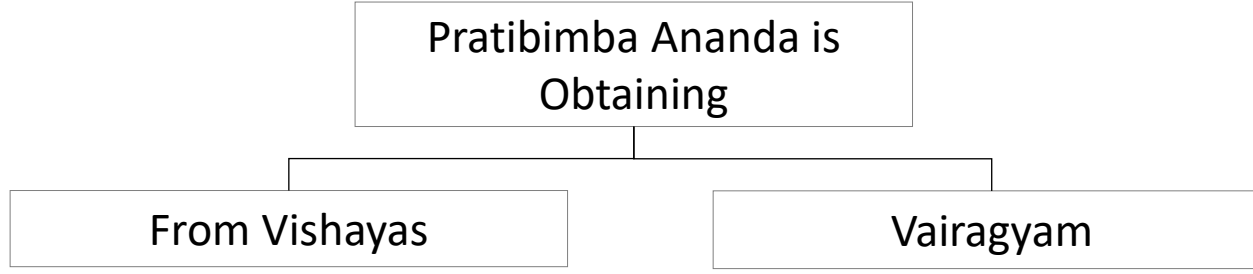 Pratibimba Ananda is
Obtaining
From Vishayas
Vairagyam